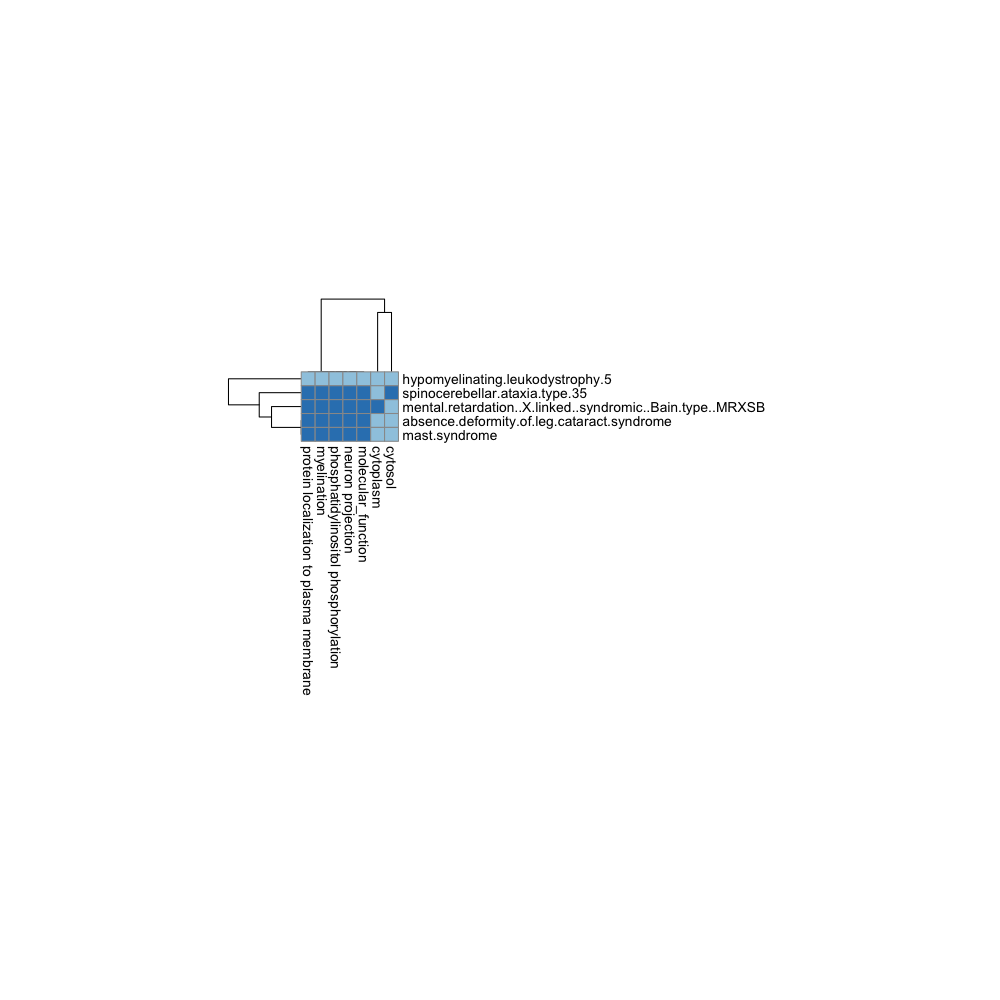 hypomyelinating.leukodystrophy.5
spinocerebellar.ataxia.type.35
mental.retardation..X.linked..syndromic..Bain.type..MRXSB
absence.deformity.of.leg.cataract.syndrome
mast.syndrome
protein localization to plasma membrane
myelination
phosphatidylinositol phosphorylation
neuron projection
molecular_function
cytoplasm
cytosol